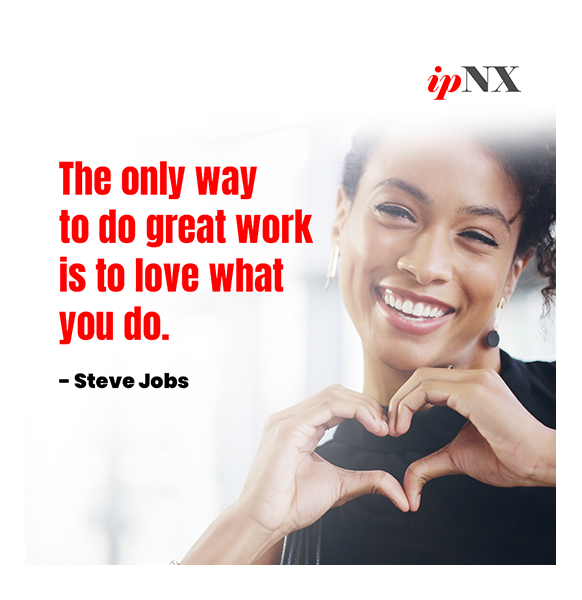 ipNX
The only way
to do great work
is to love what
you do.
– Steve Jobs